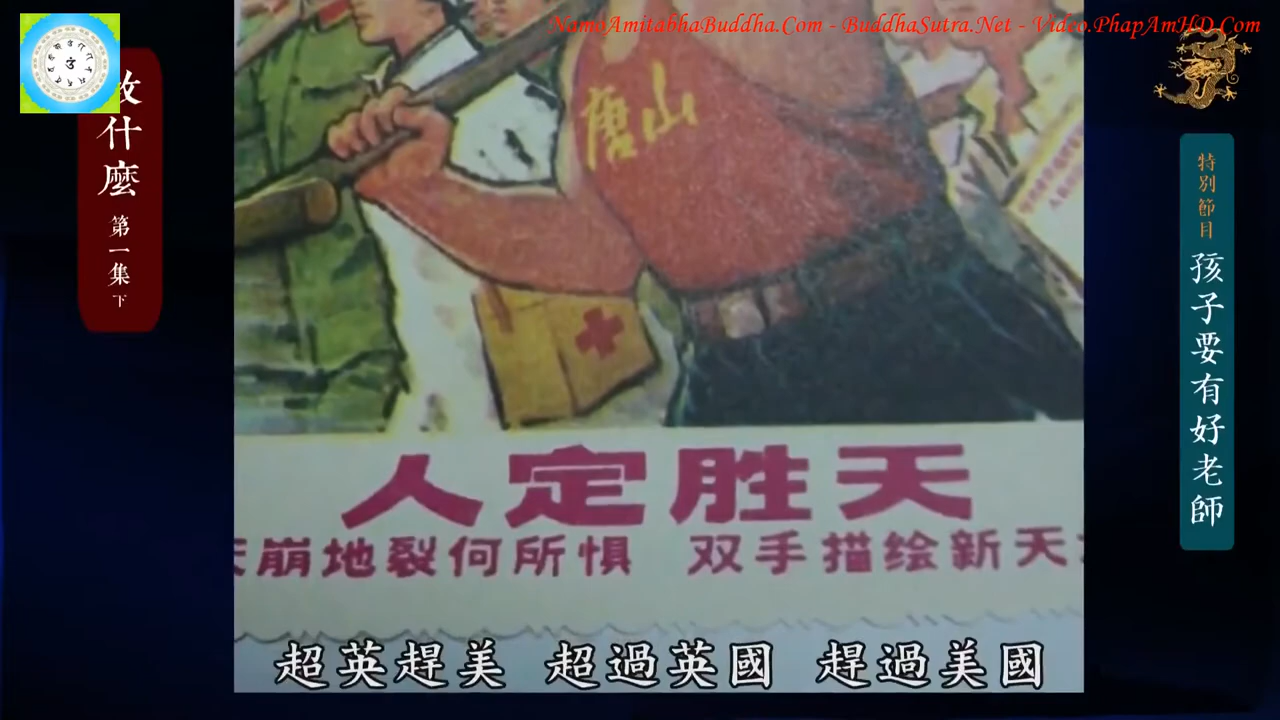 NamoAmitabhaBuddha.Com - BuddhaSutra.Net - Video.PhapAmHD.Com
什麼
第一集下
特別節目
孩子要有好老師
唐山
人定胜天
崩地裂何所惧 双手描绘新天
超英趕美 超過英國 趕過美國